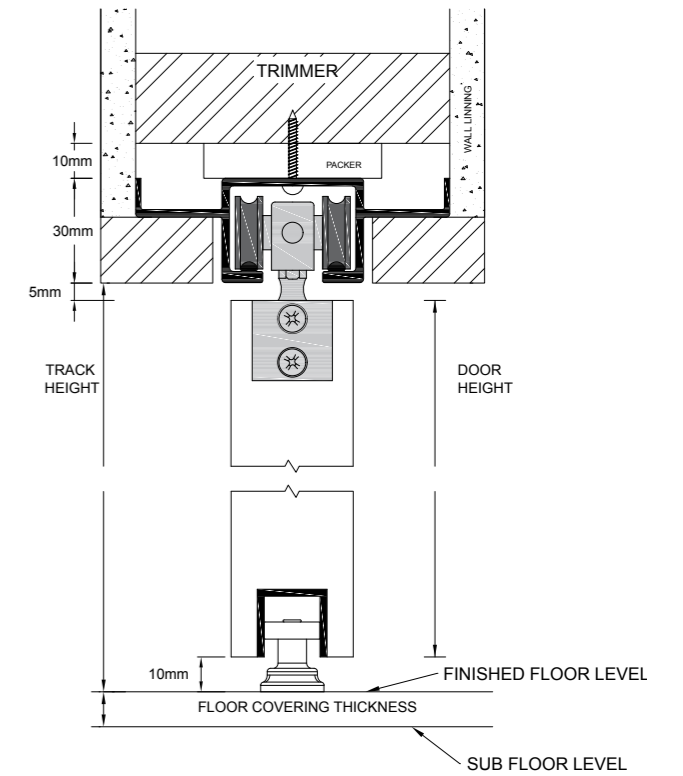 TRIMMER
WALL LINNING
10mm
PACKER
30mm
5mm
TRACK
HEIGHT
DOOR
HEIGHT
10mm
FINISHED FLOOR LEVEL
FLOOR COVERING THICKNESS
SUB FLOOR LEVEL